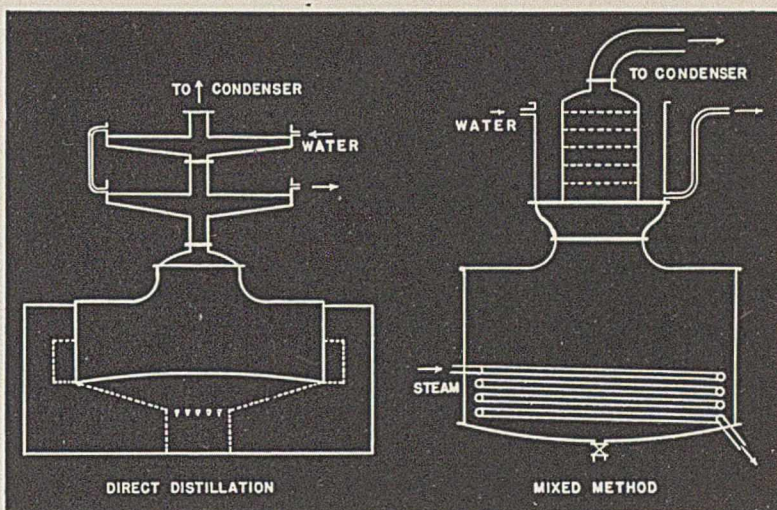 TO CONDENSER
WATER
DIRECT DISTILLATION
TO CONDENSER
WATER
STEAM
MIXED METHOD